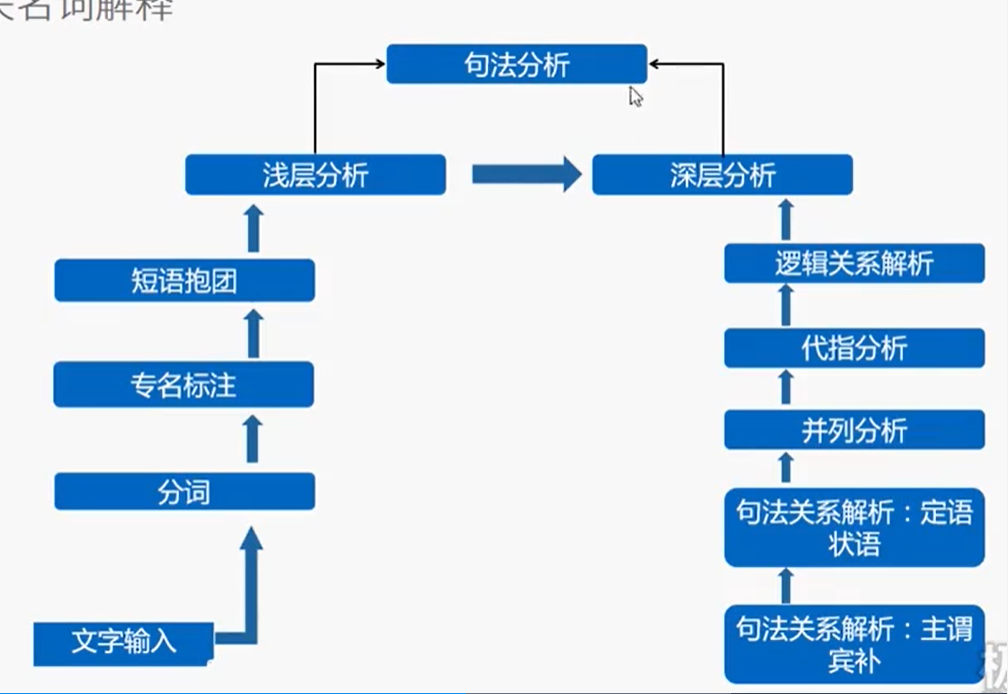 名词解释
句法分析
浅层分析
深层分析
短语抱团
逻辑关系解析
专名标注
代指分析
并列分析
分词
句法关系解析：定语
状语
文字输入
句法关系解析：主谓
宾补